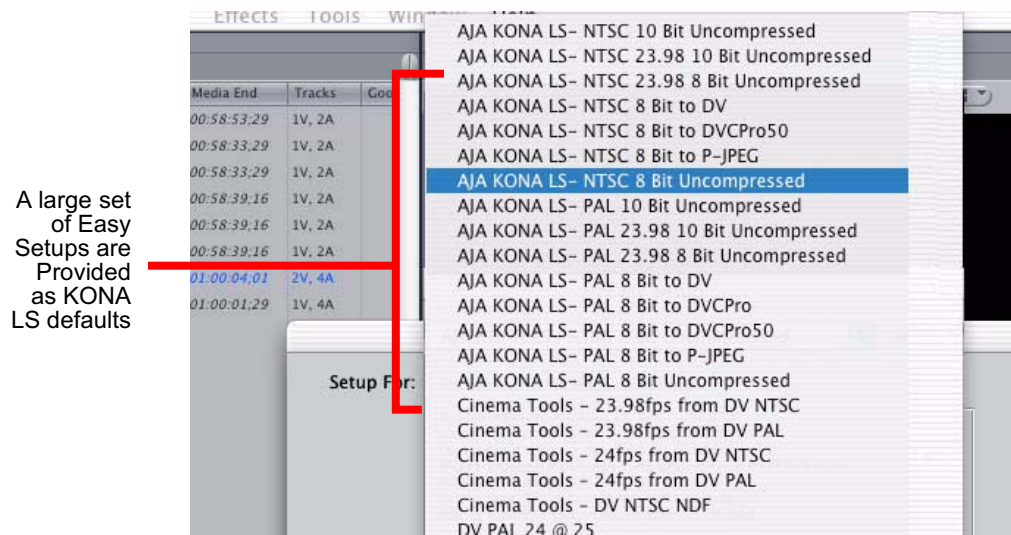 Effects Tools Window Help
Media End Tracks Goo
00:58:53;29 1V, 2A
00:58:33;29 1V, 2A
00:58:33;29 1V, 2A
00:58:39;16 1V, 2A
00:58:39;16 1V, 2A
00:58:39;16 1V, 2A
01:00:04;01 2V, 4A
01:00:01;29 1V, 4A
A large set
of Easy
Setups are
Provided
as KONA
LS defaults
Setup For:
AJA KONA LS– NTSC 10 Bit Uncompressed
AJA KONA LS– NTSC 23.98 10 Bit Uncompressed
AJA KONA LS– NTSC 23.98 8 Bit Uncompressed
AJA KONA LS– NTSC 8 Bit to DV
AJA KONA LS– NTSC 8 Bit to DVCPro50
AJA KONA LS– NTSC 8 Bit to P–JPEG
AJA KONA LS– NTSC 8 Bit Uncompressed
AJA KONA LS– PAL 10 Bit Uncompressed
AJA KONA LS– PAL 23.98 10 Bit Uncompressed
AJA KONA LS– PAL 23.98 8 Bit Uncompressed
AJA KONA LS– PAL 8 Bit to DV
AJA KONA LS– PAL 8 Bit to DVCPro
AJA KONA LS– PAL 8 Bit to DVCPro50
AJA KONA LS– PAL 8 Bit to P–JPEG
AJA KONA LS– PAL 8 Bit Uncompressed
Cinema Tools – 23.98fps from DV NTSC
Cinema Tools – 23.98fps from DV PAL
Cinema Tools – 24fps from DV NTSC
Cinema Tools – 24fps from DV PAL
Cinema Tools – DV NTSC NDF
DV PAL 24 @ 25